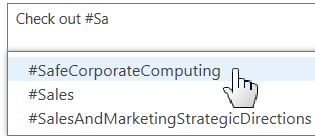 Check out #Sa
#SafeCorporateComputing
#Sales
#SalesAndMarketingStrategicDirections